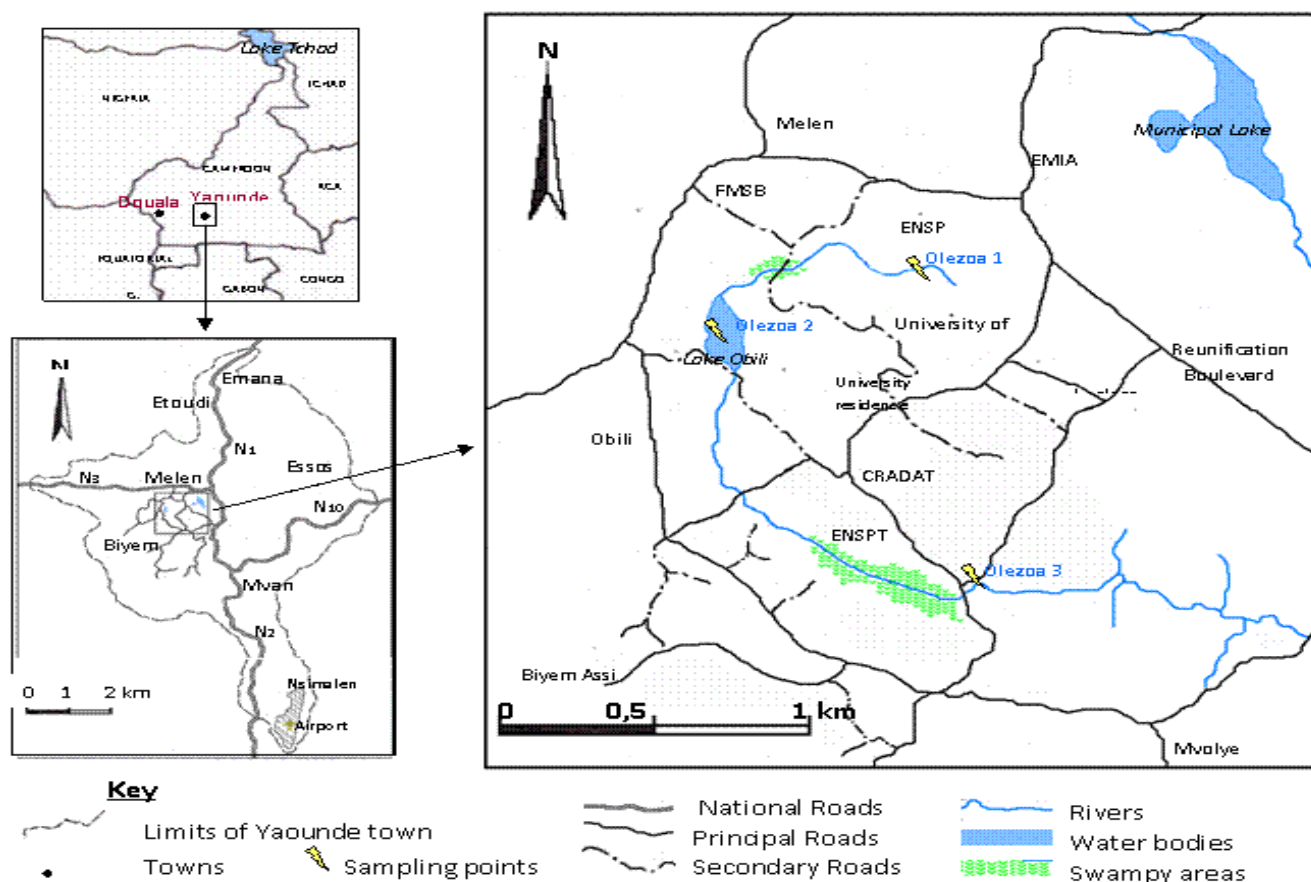 Lake Tchad
TCHAD
NIGERIA
CAMEROON
Douala
Yaounde
EQUATORIAL
G.
GABON
CONGO
N
Emana
Etoudi
N1
N3
Melen
Essos
N10
Biyem
Mvan
N2
Nsimalen
Airport
0 1 2 km
N
Melen
Municipal Lake
EMIA
FMSB
ENSP
Olezoa 1
Olezoa 2
University of
Lake Obili
Reunification
Boulevard
University
residence
Obili
CRADAT
ENSPT
Olezoa 3
Biyem Assi
0 0,5 1 km
Mvolye
Key
Limits of Yaounde town
Towns
Sampling points
National Roads
Principal Roads
Secondary Roads
Rivers
Water bodies
Swampy areas